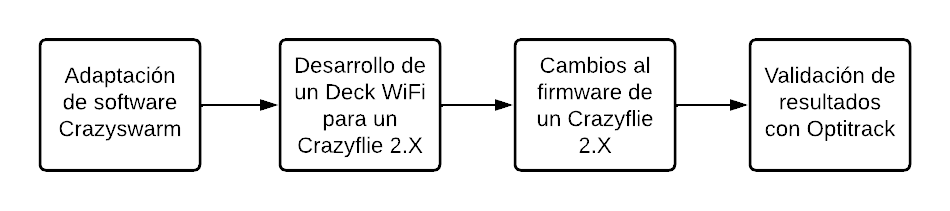 Adaptación
de software
Crazyswarm
Desarrollo de
un Deck WiFi
para un
Crazyflie 2.X
Cambios al
firmware de
un Crazyflie
2.X
Validación de
resultados
con Optitrack